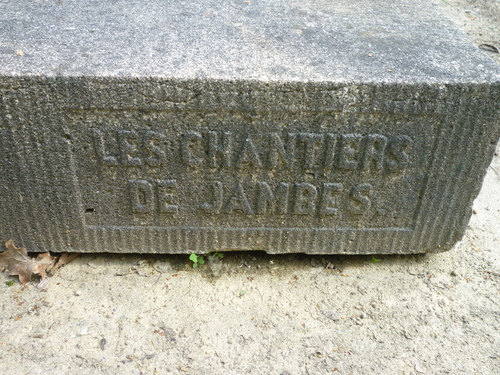 LES CHANTIERS
DE JAMBES.